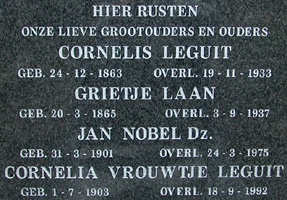 HIER RUSTEN
ONZE LIEVE GROOTOUDERS EN OUDERS
CORNELIS LEGUIT
GEB. 24-12-1863 OVERL. 19-11-1933
GRIETJE LAAN
GEB. 20-3-1865 OVERL. 3-9-1937
JAN NOBEL Dz.
GEB. 31-3-1901 OVERL. 24-3-1975
CORNELIA VROUWTJE LEGUIT
GEB. 1-7-1903 OVERL. 18-9-1992